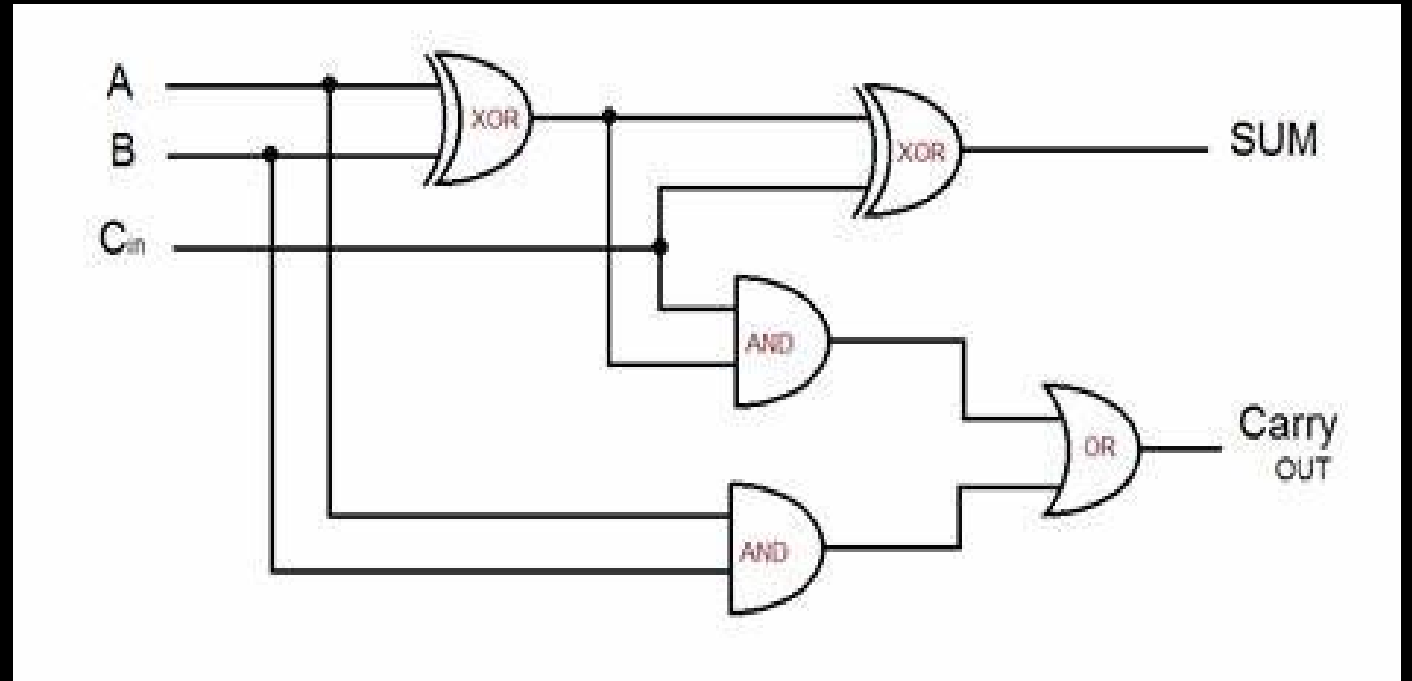 A
XOR
B
XOR
SUM
Cin
AND
Carry
OUT
OR
AND